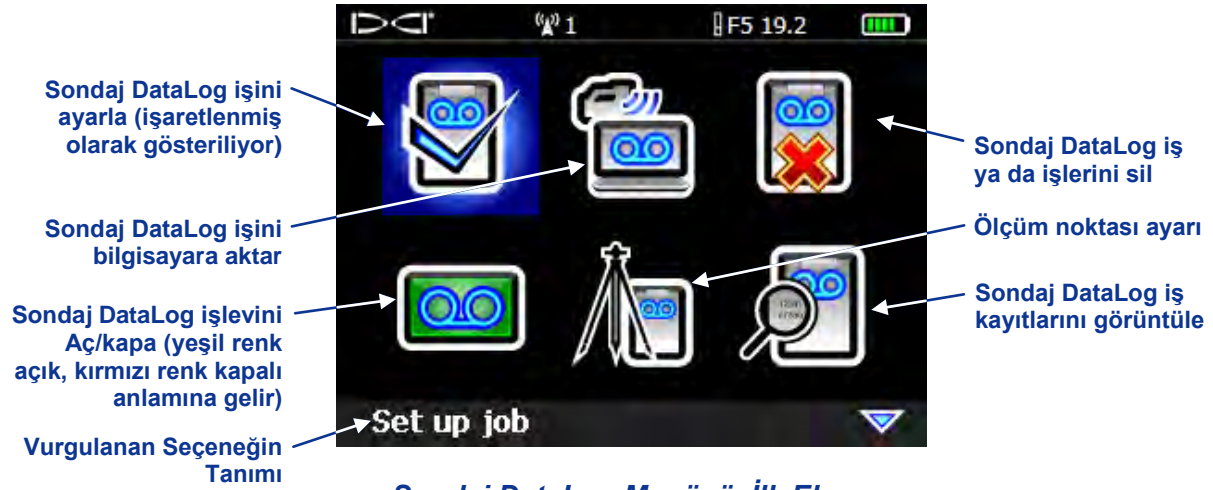 DCI
1
F5 19.2
Sondaj DataLog işini
ayarla (işaretlenmiş
olarak gösteriliyor)
Sondaj DataLog işini
bilgisayara aktar
Sondaj DataLog işlevini
Aç/kapa (yeşil renk
açık, kırmızı renk kapalı
anlamına gelir)
Vurgulanan Seçeneğin
Tanımı
Sondaj DataLog iş
ya da işlerini sil
Ölçüm noktası ayarı
Sondaj DataLog iş
kayıtlarını görüntüle
Set up job